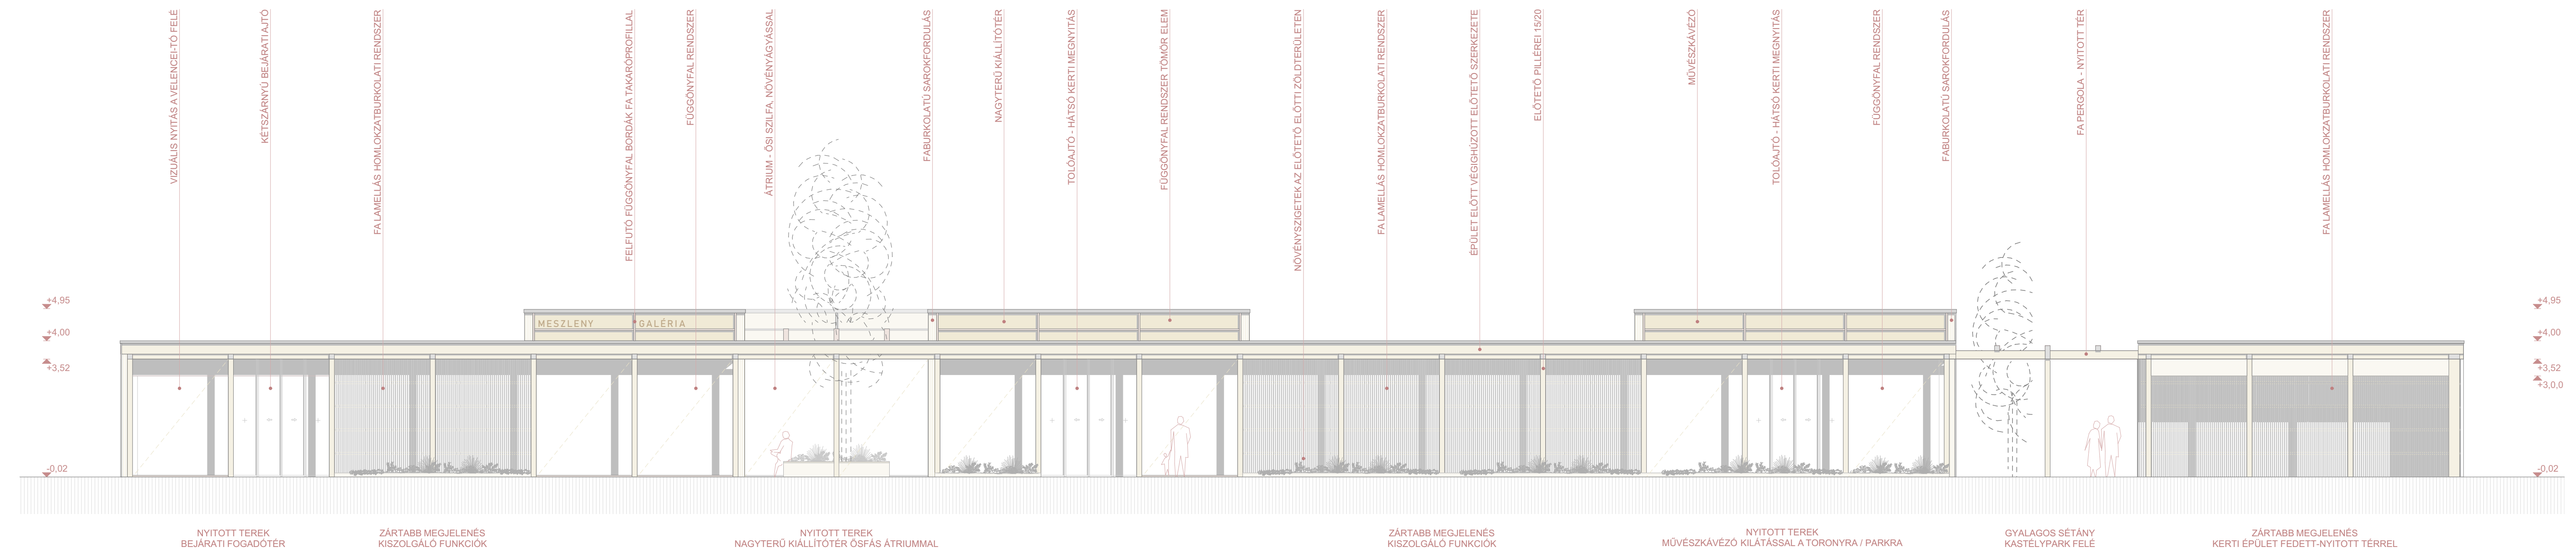 VIZUÁLIS NYITÁS A VELENCEI-TÓ FELÉ
KÉTSZÁRNYÚ BEJÁRATI AJTÓ
FA LAMELLÁS HOMLOKZATBURKOLATI RENDSZER
FELFUTÓ FÜGGÖNYFAL BORDÁK FA TAKARÓPROFILLAL
FÜGGÖNYFAL RENDSZER
ÁTRIUM - ŐSI SZILFA, NÖVÉNYÁGYÁSSAL
FABURKOLATÚ SAROKFORDULÁS
NAGYTERŰ KIÁLLÍTÓTÉR
TOLÓAJTÓ - HÁTSÓ KERTI MEGNYITÁS
FÜGGÖNYFAL RENDSZER TÖMÖR ELEM
NÖVÉNYSZIGETEK AZ ELŐTETŐ ELŐTTI ZÖLDTERÜLETEN
FA LAMELLÁS HOMLOKZATBURKOLATI RENDSZER
ÉPÜLET ELŐTT VÉGIGHÚZOTT ELŐTETŐ SZERKEZETE
ELŐTETŐ PILLÉREI 15/20
MŰVÉSZKÁVÉZÓ
TOLÓAJTÓ - HÁTSÓ KERTI MEGNYITÁS
FÜGGÖNYFAL RENDSZER
FABURKOLATÚ SAROKFORDULÁS
FA PERGOLA - NYITOTT TÉR
FA LAMELLÁS HOMLOKZATBURKOLATI RENDSZER
+4,95
+4,00
+3,52
-0,02
MESZLENY GALÉRIA
+4,95
+4,00
+3,52
+3,0,0
-0,02
NYITOTT TEREK
BEJÁRATI FOGADÓTÉR
ZÁRTABB MEGJELENÉS
KISZOLGÁLÓ FUNKCIÓK
NYITOTT TEREK
NAGYTERŰ KIÁLLÍTÓTÉR ŐSFÁS ÁTRIUMMAL
ZÁRTABB MEGJELENÉS
KISZOLGÁLÓ FUNKCIÓK
NYITOTT TEREK
MŰVÉSZKÁVÉZÓ KILÁTÁSSAL A TORONYRA / PARKRA
GYALAGOS SÉTÁNY
KASTÉLYPARK FELÉ
ZÁRTABB MEGJELENÉS
KERTI ÉPÜLET FEDETT-NYITOTT TÉRREL